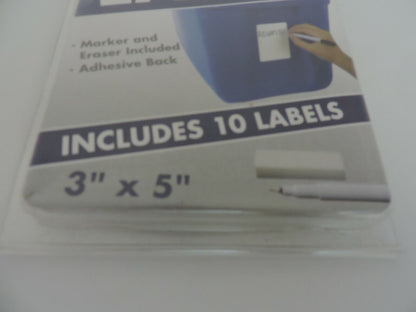 - Marker and
Eraser Included
- Adhesive Back
INCLUDES 10 LABELS
3" x 5"